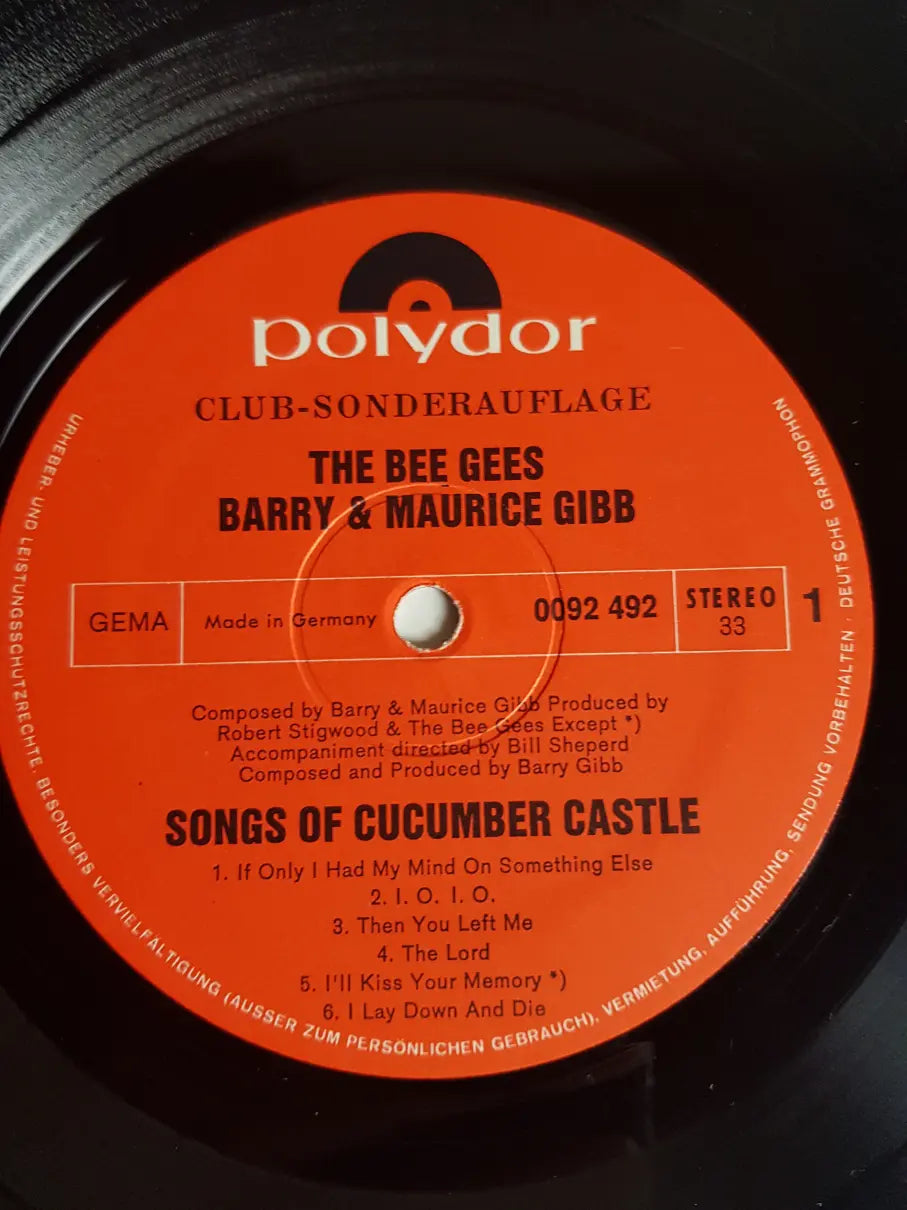 polydor
CLUB-SONDERAUFLAGE
THE BEE GEES
BARRY & MAURICE GIBB
GEMA
Made in Germany
0092 492
STEREO
33
1
Composed by Barry & Maurice Gibb Produced by
Robert Stigwood & The Bee Gees Except *)
Accompaniment directed by Bill Sheperd
Composed and Produced by Barry Gibb
SONGS OF CUCUMBER CASTLE
1. If Only I Had My Mind On Something Else
2. I. O. I. O.
3. Then You Left Me
4. The Lord
5. I'll Kiss Your Memory *)
6. I Lay Down And Die
URHEBER- UND LEISTUNGSSCHUTZRECHTE. BESONDERS VERVIELFÄLTIGUNG (AUSSER ZUM PERSÖNLICHEN GEBRAUCH), VERMIETUNG, AUFFÜHRUNG, SENDUNG VORBEHALTEN · DEUTSCHE GRAMMOPHON